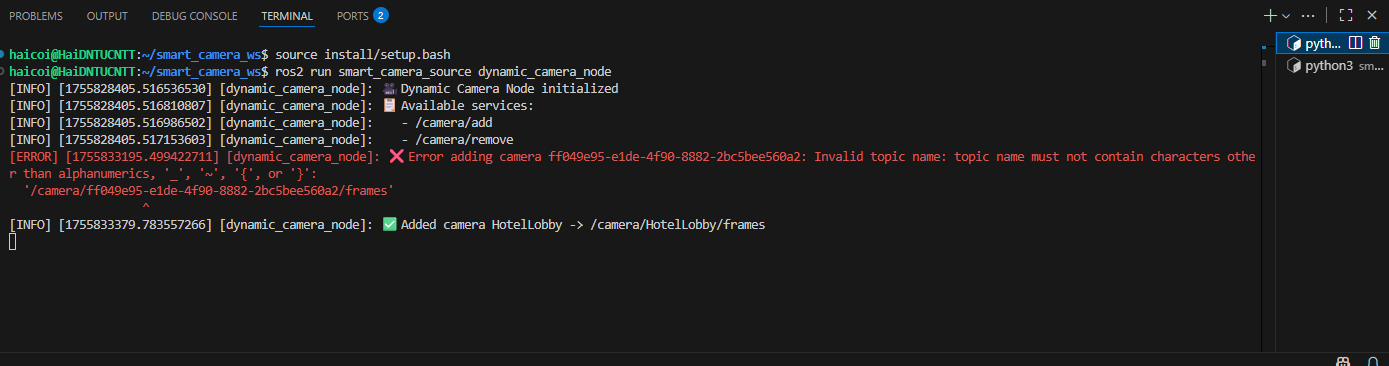 PROBLEMS OUTPUT DEBUG CONSOLE TERMINAL PORTS 2
haicoi@HaiDNTUCNTT:~/smart_camera_ws$ source install/setup.bash
haicoi@HaiDNTUCNTT:~/smart_camera_ws$ ros2 run smart_camera_source dynamic_camera_node
[INFO] [1755828405.516536530] [dynamic_camera_node]: 🎥 Dynamic Camera Node initialized
[INFO] [1755828405.516810807] [dynamic_camera_node]: 📋 Available services:
[INFO] [1755828405.516986502] [dynamic_camera_node]:    - /camera/add
[INFO] [1755828405.517153603] [dynamic_camera_node]:    - /camera/remove
[ERROR] [1755833195.499422711] [dynamic_camera_node]: ❌ Error adding camera ff049e95-e1de-4f90-8882-2bc5bee560a2: Invalid topic name: topic name must not contain characters othe
r than alphanumerics, '_', '~', '{', or '}':
  '/camera/ff049e95-e1de-4f90-8882-2bc5bee560a2/frames'
                  ^
[INFO] [1755833379.783557266] [dynamic_camera_node]: ✅ Added camera HotelLobby -> /camera/HotelLobby/frames
pyth...
python3 sm...